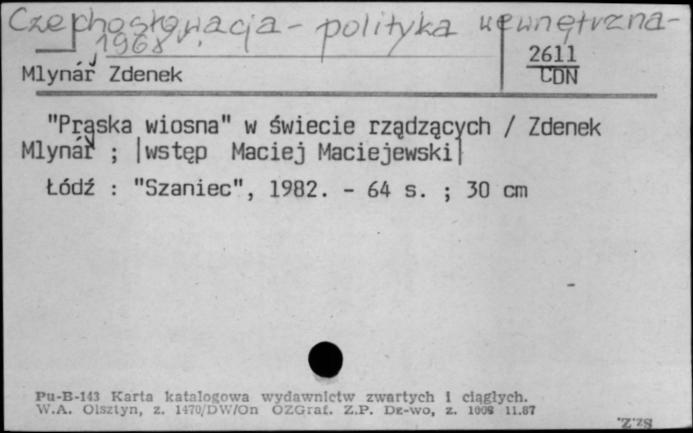 Czechosłowacja - polityka wewnętrzna-
1968 r.
2611
CDN
Mlynář Zdenek
"Praska wiosna" w świecie rządzących / Zdenek
Mlynář ; |wstęp Maciej Maciejewski|
Łódź : "Szaniec", 1982. - 64 s. ; 30 cm
Pu-B-143 Karta katalogowa wydawnictw zwartych i ciągłych.
W.A. Olsztyn, z. 1470/DW/On OZGraf. Z.P. Dz-wo, z. 1008 11.87